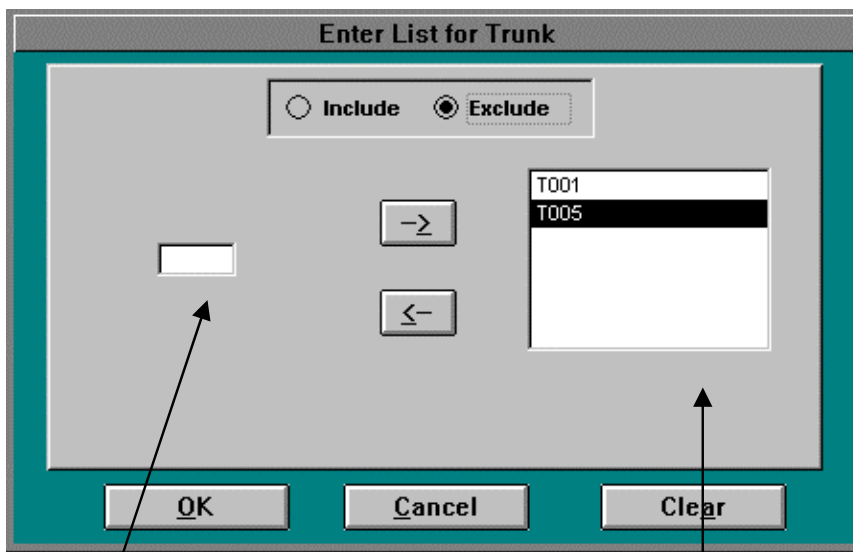 Enter List for Trunk
Include Exclude
T001
T005
->
<-
OK Cancel Clear